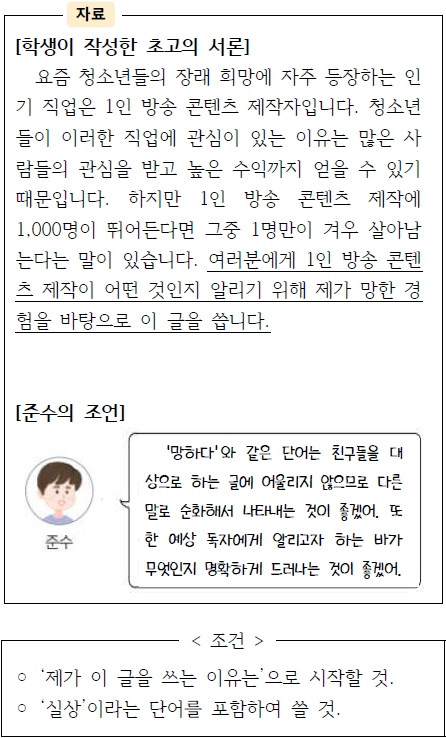 자료
[학생이 작성한 초고의 서론]
요즘 청소년들의 장래 희망에 자주 등장하는 인
기 직업은 1인 방송 콘텐츠 제작자입니다. 청소년
들이 이러한 직업에 관심이 있는 이유는 많은 사
람들의 관심을 받고 높은 수익까지 얻을 수 있기
때문입니다. 하지만 1인 방송 콘텐츠 제작에
1,000명이 뛰어든다면 그중 1명만이 겨우 살아남
는다는 말이 있습니다. 여러분에게 1인 방송 콘텐
츠 제작이 어떤 것인지 알리기 위해 제가 망한 경
험을 바탕으로 이 글을 씁니다.
[준수의 조언]
'망하다'와 같은 단어는 친구들을 대
상으로 하는 글에 어울리지 않으므로 다른
말로 순화해서 나타내는 것이 좋겠어. 또
한 예상 독자에게 알리고자 하는 바가
무엇인지 명확하게 드러나는 것이 좋겠어.
준수
< 조건 >
○ '제가 이 글을 쓰는 이유는'으로 시작할 것.
○ '실상'이라는 단어를 포함하여 쓸 것.